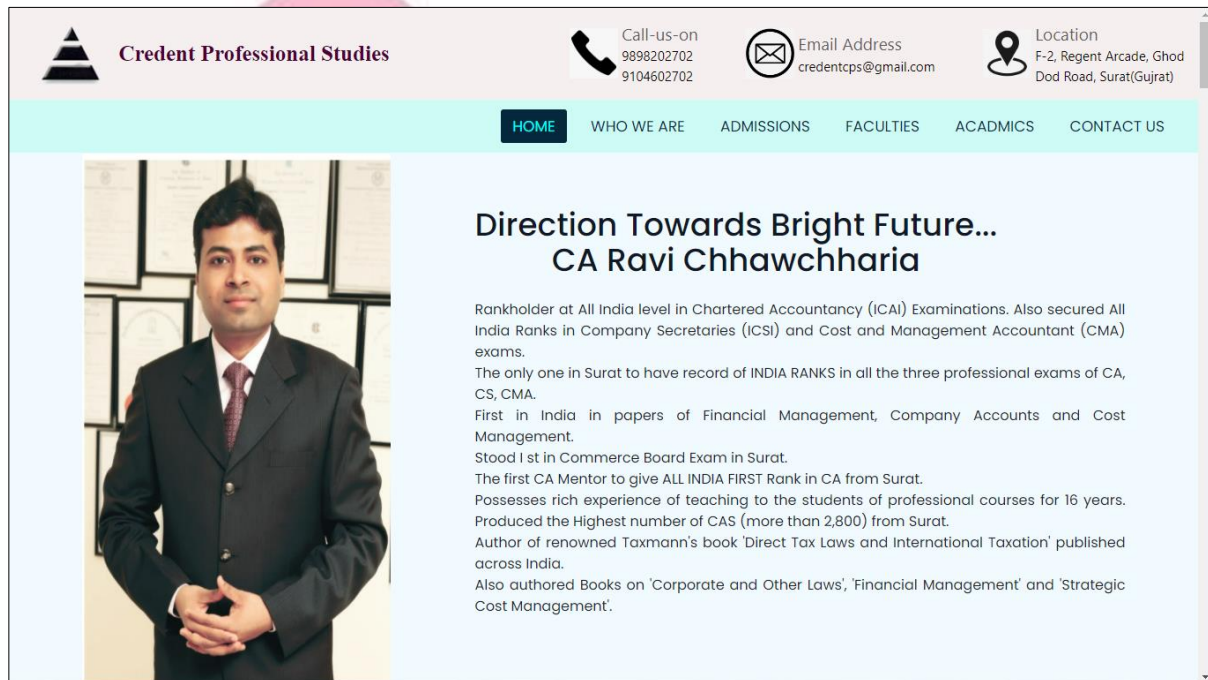 Credent Professional Studies
Call-us-on
9898202702
9104602702
Email Address
credentcps@gmail.com
Location
F-2, Regent Arcade, Ghod
Dod Road, Surat(Gujrat)
HOME WHO WE ARE ADMISSIONS FACULTIES ACADMICS CONTACT US
Direction Towards Bright Future...
CA Ravi Chhawchharia
Rankholder at All India level in Chartered Accountancy (ICAI) Examinations. Also secured All
India Ranks in Company Secretaries (ICSI) and Cost and Management Accountant (CMA)
exams.
The only one in Surat to have record of INDIA RANKS in all the three professional exams of CA,
CS, CMA.
First in India in papers of Financial Management, Company Accounts and Cost
Management.
Stood I st in Commerce Board Exam in Surat.
The first CA Mentor to give ALL INDIA FIRST Rank in CA from Surat.
Possesses rich experience of teaching to the students of professional courses for 16 years.
Produced the Highest number of CAS (more than 2,800) from Surat.
Author of renowned Taxmann's book 'Direct Tax Laws and International Taxation' published
across India.
Also authored Books on 'Corporate and Other Laws', 'Financial Management' and 'Strategic
Cost Management'.